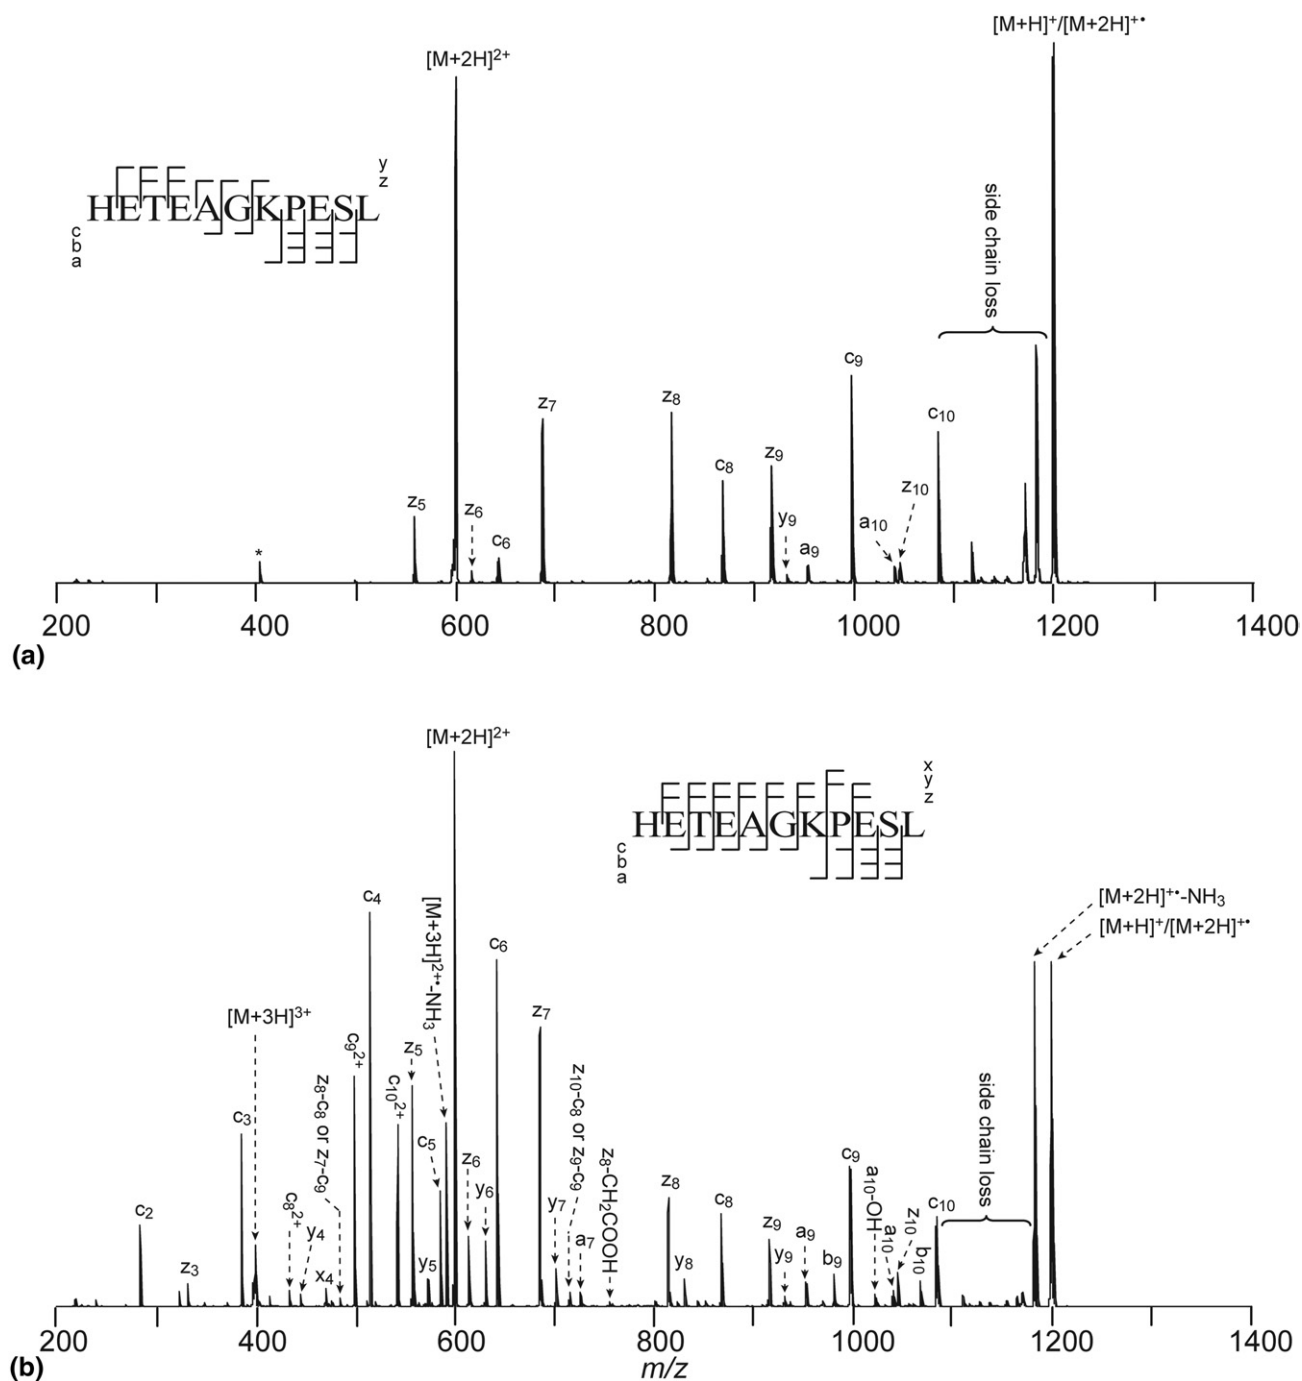 [M+H]⁺/[M+2H]⁺•
[M+2H]²⁺
y
z
HETEAGKPESL
c
b
a
side chain loss
c₉
z₇
z₈
c₁₀
z₉
c₈
z₅
z₆
c₆
y₉
a₉
a₁₀
z₁₀
*
200 400 600 800 1000 1200 1400
(a)
[M+2H]²⁺
x
y
z
HETEAGKPESL
c
b
a
[M+2H]⁺•-NH₃
[M+H]⁺/[M+2H]⁺•
c₄
[M+3H]²⁺•-NH₃
c₆
[M+3H]³⁺
z₇
c₉²⁺
z₅
c₃
z₈-c₈ or z₇-c₉
c₁₀²⁺
c₅
z₁₀-c₈ or z₉-c₉
z₈-CH₂COOH
side chain loss
c₂
z₃
c₈²⁺
y₄
x₄
y₅
z₆
y₆
y₇
a₇
z₈
y₈
c₈
z₉
y₉
a₉
b₉
c₉
a₁₀-OH
a₁₀
z₁₀
b₁₀
c₁₀
200 400 600 800 1000 1200 1400
m/z
(b)